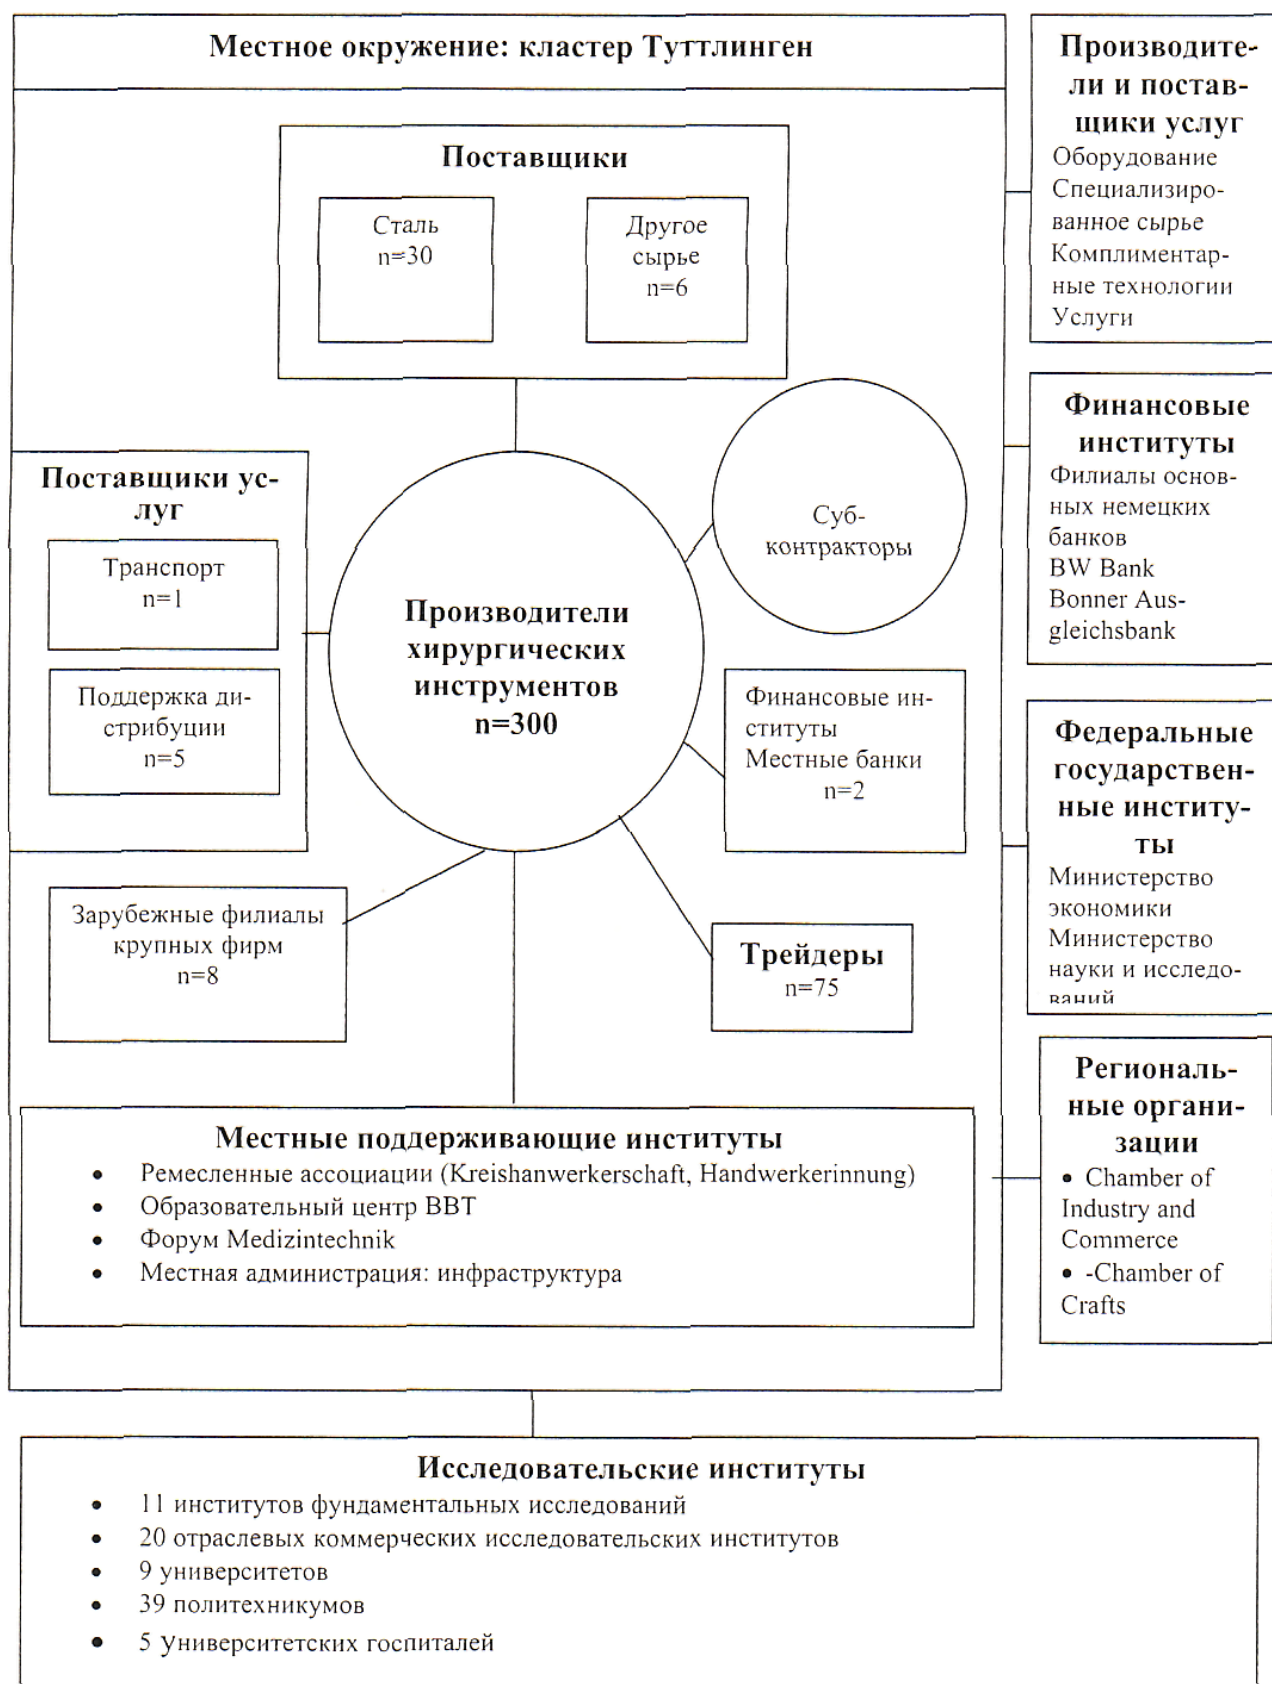 Местное окружение: кластер Туттлинген
Поставщики
Сталь
n=30
Другое
сырье
n=6
Поставщики ус-
луг
Транспорт
n=1
Поддержка ди-
стрибуции
n=5
Производители
хирургических
инструментов
n=300
Суб-
контракторы
Финансовые ин-
ституты
Местные банки
n=2
Зарубежные филиалы
крупных фирм
n=8
Трейдеры
n=75
Местные поддерживающие институты
• Ремесленные ассоциации (Kreishanwerkerschaft, Handwerkerinnung)
• Образовательный центр ВВТ
• Форум Medizintechnik
• Местная администрация: инфраструктура
Производите-
ли и постав-
щики услуг
Оборудование
Специализиро-
ванное сырье
Комплиментар-
ные технологии
Услуги
Финансовые
институты
Филиалы основ-
ных немецких
банков
BW Bank
Bonner Aus-
gleichsbank
Федеральные
государствен-
ные институ-
ты
Министерство
экономики
Министерство
науки и исследо-
ваний
Региональ-
ные органи-
зации
• Chamber of
Industry and
Commerce
• -Chamber of
Crafts
Исследовательские институты
• 11 институтов фундаментальных исследований
• 20 отраслевых коммерческих исследовательских институтов
• 9 университетов
• 39 политехникумов
• 5 университетских госпиталей